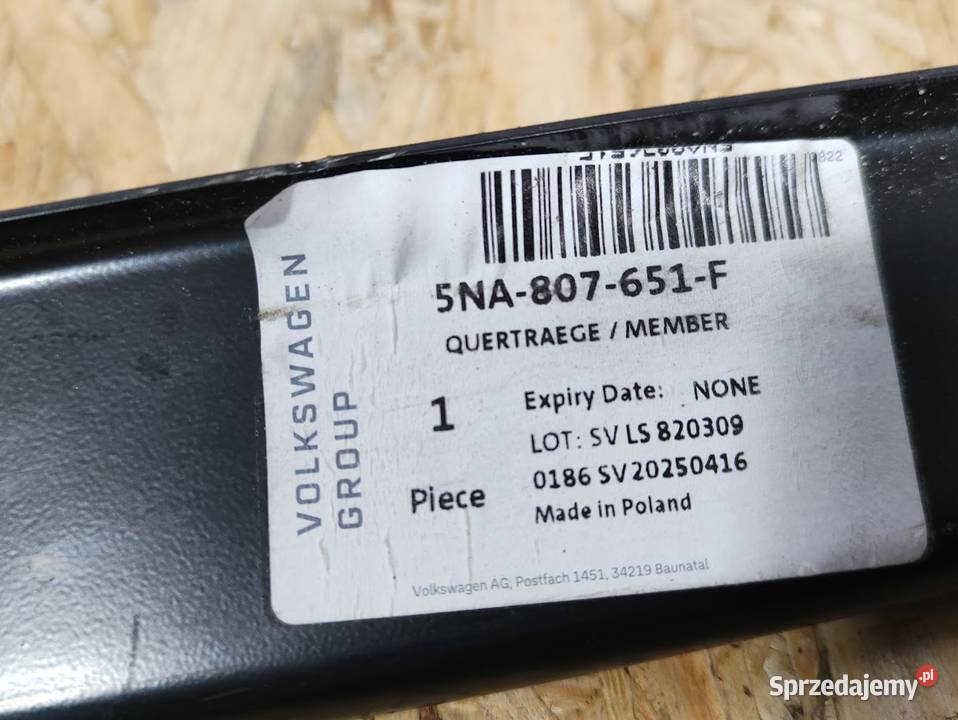 5NA-807-651-F
QUERTRAEGE / MEMBER
VOLKSWAGEN
GROUP
1
Piece
Expiry Date: NONE
LOT: SV LS 820309
0186 SV20250416
Made in Poland
Volkswagen AG, Postfach 1451, 34219 Baunatal
Sprzedajemy.pl